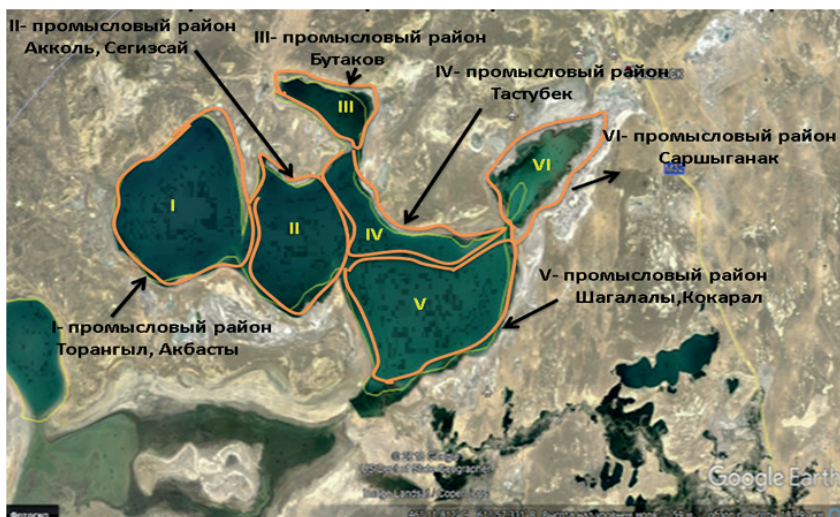 II- промысловый район
Акколь, Сегизсай
III- промысловый район
Бутаков
IV- промысловый район
Тастубек
VI- промысловый район
Саршыганак
V- промысловый район
Шагалалы,Кокарал
I- промысловый район
Торангыл, Акбасты
I
II
III
IV
V
VI
Google Earth